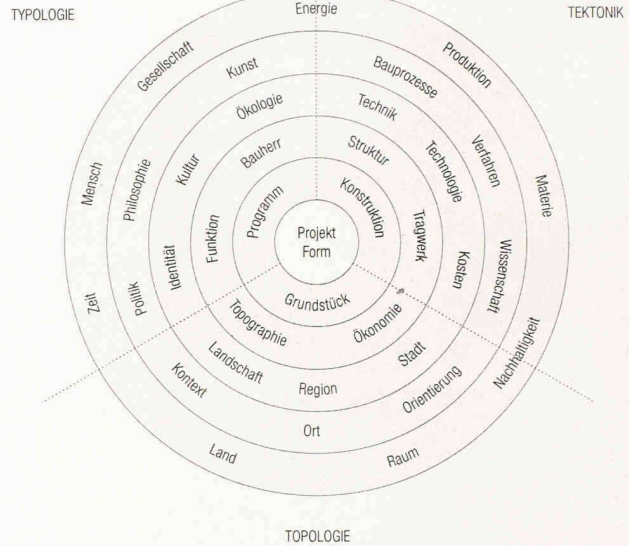 TYPOLOGIE
Energie
TEKTONIK
Gesellschaft
Produktion
Kunst
Bauprozesse
Ökologie
Technik
Mensch
Philosophie
Kultur
Bauherr
Struktur
Technologie
Verfahren
Materie
Programm
Konstruktion
Funktion
Tragwerk
Projekt
Form
Zeit
Politik
Identität
Kosten
Wissenschaft
Grundstück
Topographie
Ökonomie
Nachhaltigkeit
Landschaft
Stadt
Kontext
Region
Orientierung
Ort
Land
Raum
TOPOLOGIE